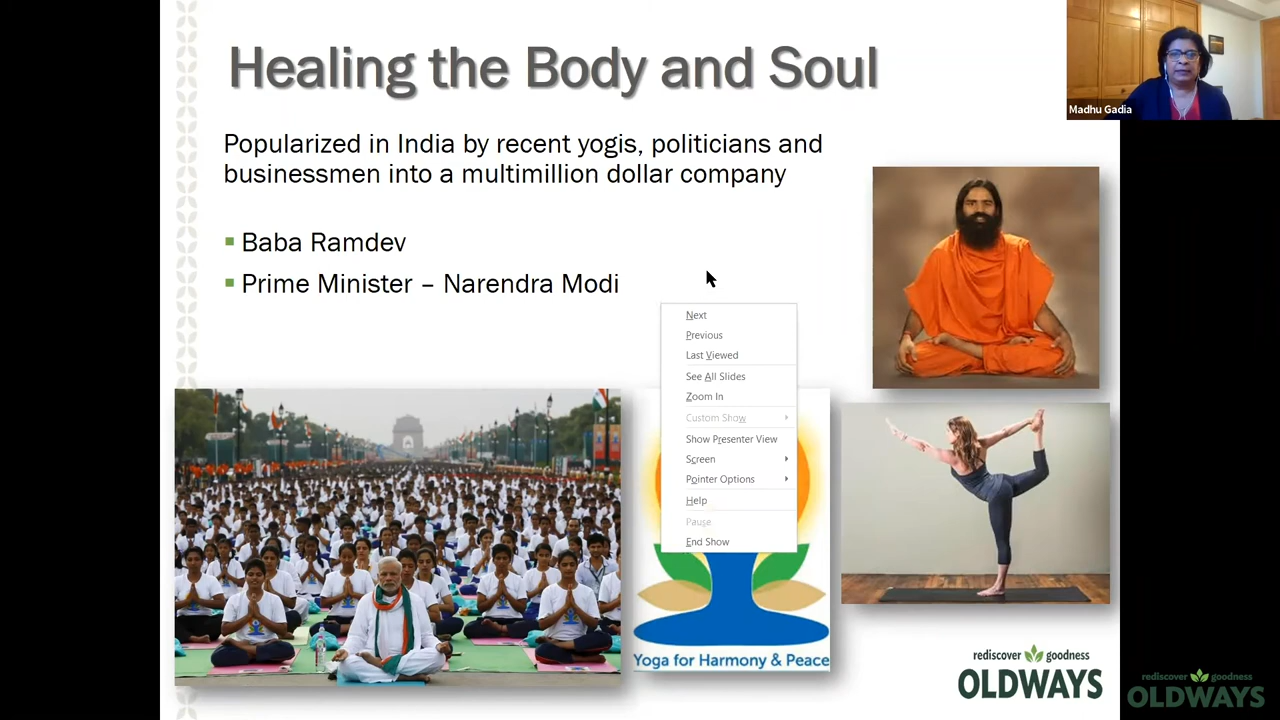 Healing the Body and Soul
Madhu Gadia
Popularized in India by recent yogis, politicians and
businessmen into a multimillion dollar company
Baba Ramdev
Prime Minister – Narendra Modi
Next
Previous
Last Viewed
See All Slides
Zoom In
Custom Show
Show Presenter View
Screen
Pointer Options
Help
Pause
End Show
Yoga for Harmony & Peace
rediscover goodness
OLDWAYS
rediscover goodness
OLDWAYS